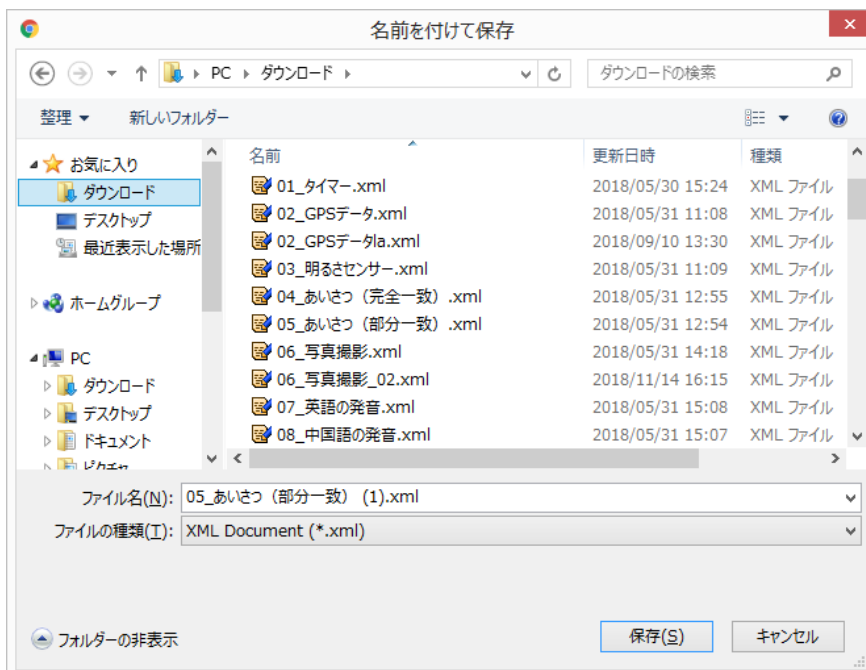 名前を付けて保存
PC ダウンロード ダウンロードの検索
整理 新しいフォルダー
お気に入り
ダウンロード
デスクトップ
最近表示した場所
ホームグループ
PC
ダウンロード
デスクトップ
ドキュメント
ピクチャ
名前 更新日時 種類
01_タイマー.xml 2018/05/30 15:24 XML ファイル
02_GPSデータ.xml 2018/05/31 11:08 XML ファイル
02_GPSデータla.xml 2018/09/10 13:30 XML ファイル
03_明るさセンサー.xml 2018/05/31 11:09 XML ファイル
04_あいさつ（完全一致）.xml 2018/05/31 12:55 XML ファイル
05_あいさつ（部分一致）.xml 2018/05/31 12:54 XML ファイル
06_写真撮影.xml 2018/05/31 14:18 XML ファイル
06_写真撮影_02.xml 2018/11/14 16:15 XML ファイル
07_英語の発音.xml 2018/05/31 15:08 XML ファイル
08_中国語の発音.xml 2018/05/31 15:07 XML ファイル
ファイル名(N): 05_あいさつ（部分一致） (1).xml
ファイルの種類(T): XML Document (*.xml)
フォルダーの非表示 保存(S) キャンセル